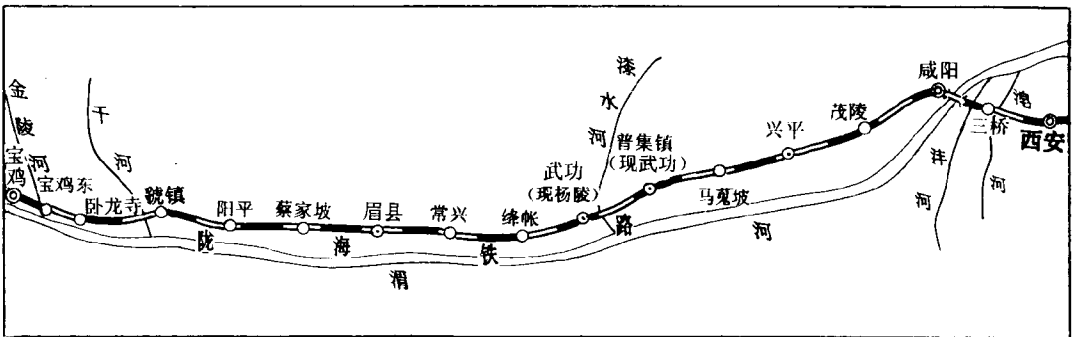 金陵河
宝鸡
宝鸡东
卧龙寺
千河
虢镇
阳平
蔡家坡
眉县
常兴
绛帐
武功
(现杨陵)
漆水河
普集镇
(现武功)
马嵬坡
兴平
茂陵
咸阳
三桥
皂河
沣河
西安
陇海铁路
渭河